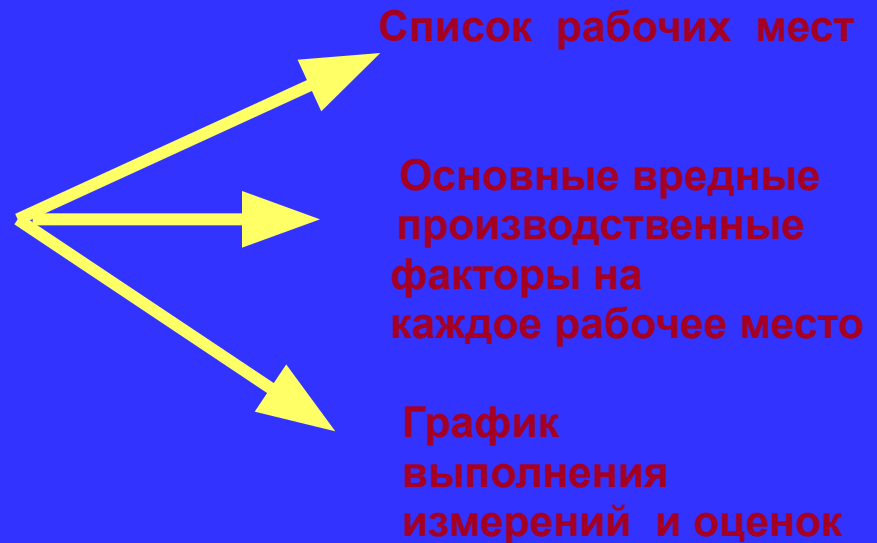 Список рабочих мест
Основные вредные
производственные
факторы на
каждое рабочее место
График
выполнения
измерений и оценок